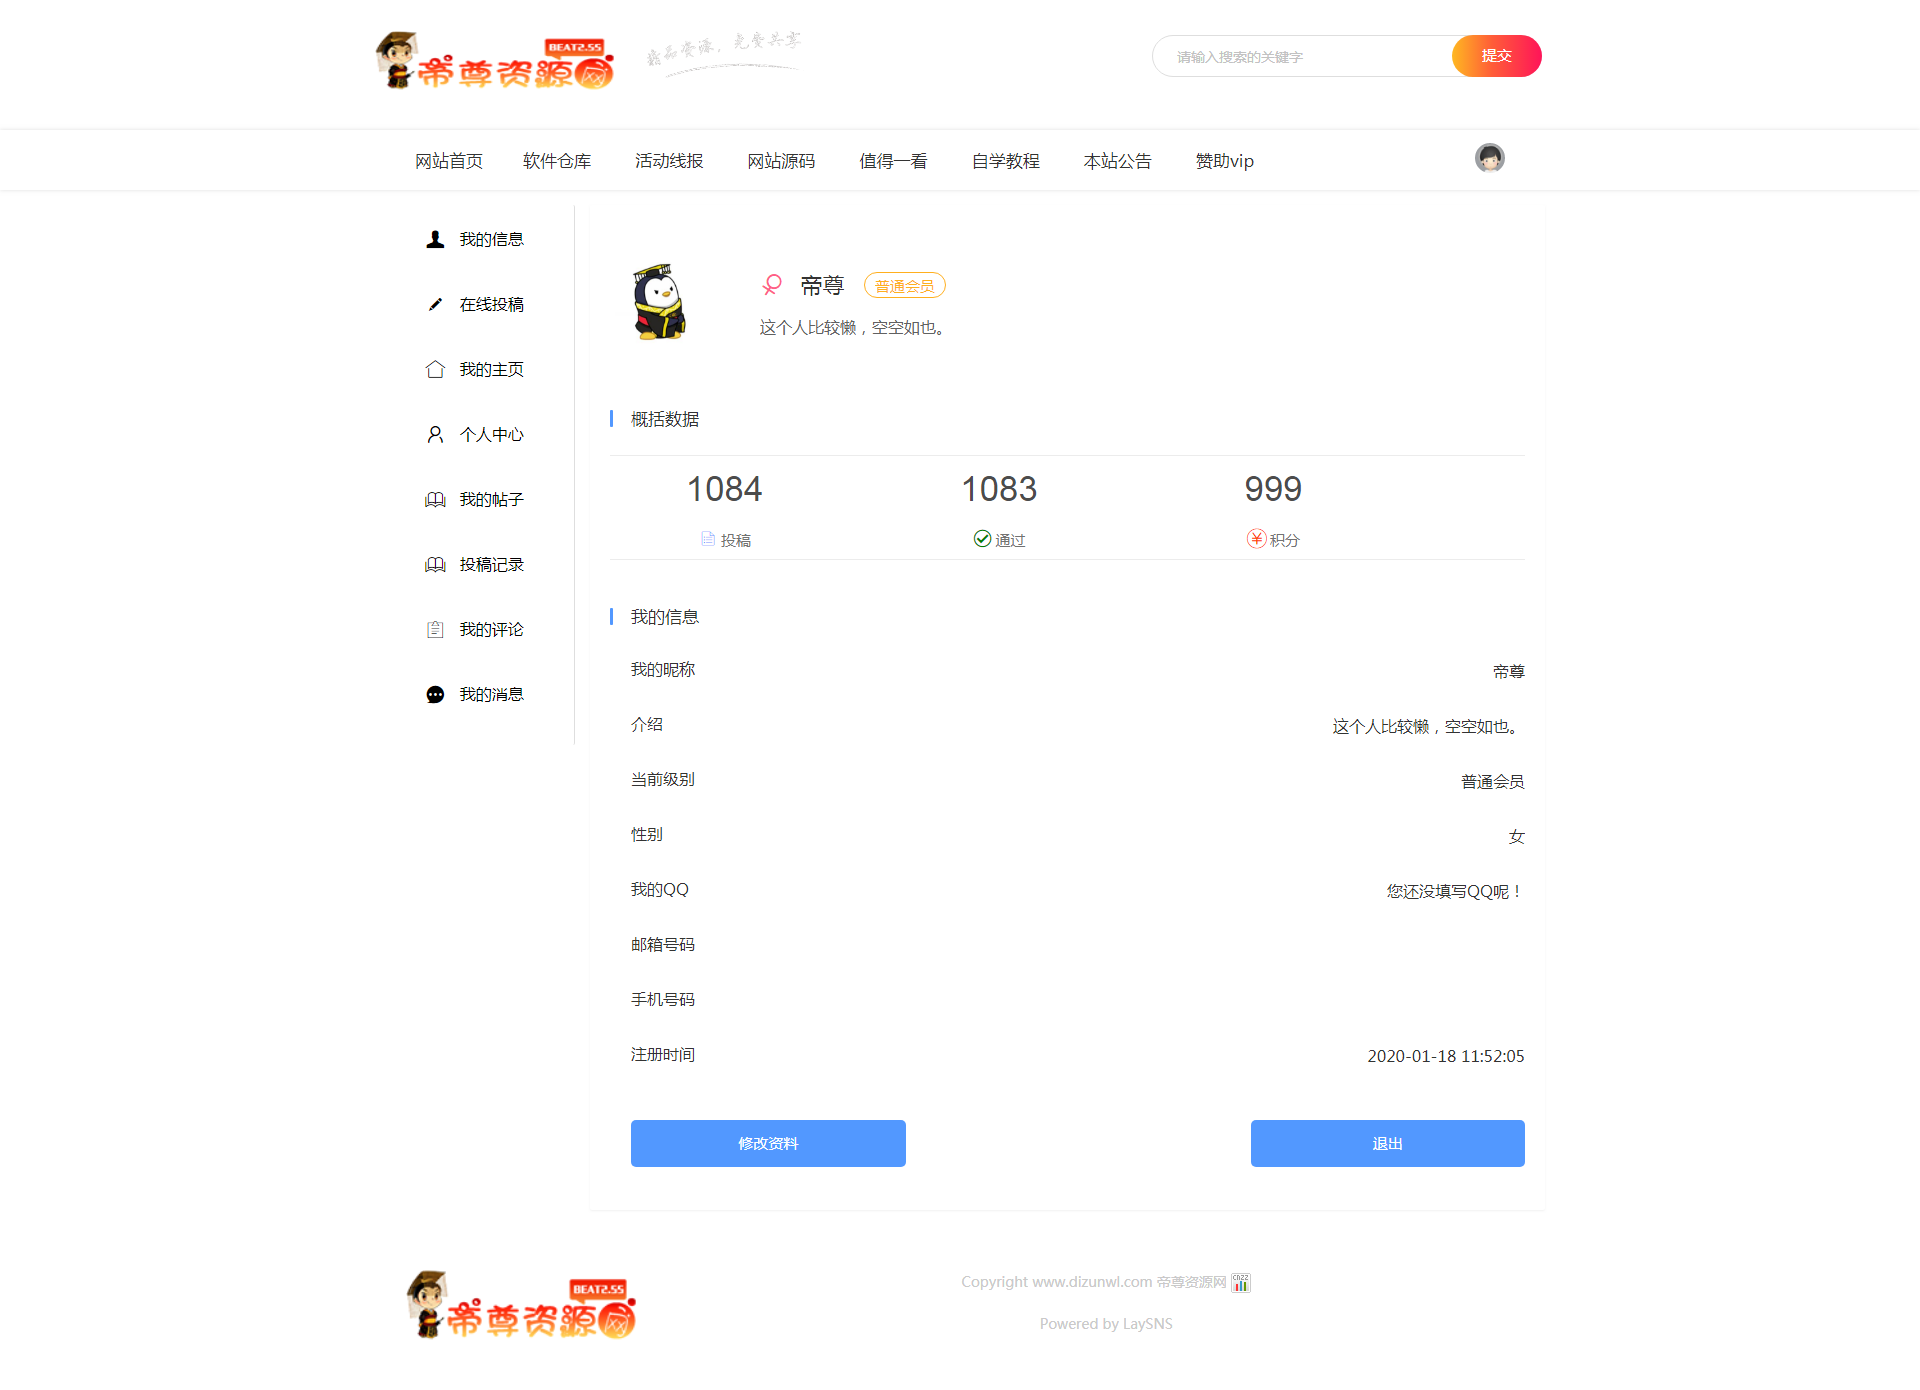 BEAT2.55
帝尊资源网
精品资源，免费共享
请输入搜索的关键字
提交
网站首页 软件仓库 活动线报 网站源码 值得一看 自学教程 本站公告 赞助vip
我的信息
在线投稿
我的主页
个人中心
我的帖子
投稿记录
我的评论
我的消息
帝尊 普通会员
这个人比较懒，空空如也。
概括数据
1084 1083 999
投稿 通过 积分
我的信息
我的昵称 帝尊
介绍 这个人比较懒，空空如也。
当前级别 普通会员
性别 女
我的QQ 您还没填写QQ呢！
邮箱号码
手机号码
注册时间 2020-01-18 11:52:05
修改资料 退出
BEAT2.55
帝尊资源网
Copyright www.dizunwl.com 帝尊资源网 CNZZ
Powered by LaySNS